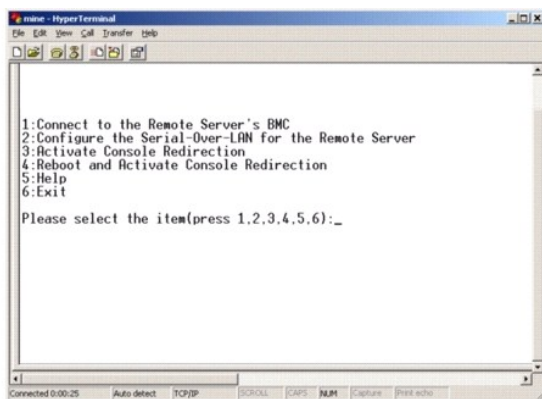 mine - HyperTerminal
File Edit View Call Transfer Help
1:Connect to the Remote Server's BMC
2:Configure the Serial-Over-LAN for the Remote Server
3:Activate Console Redirection
4:Reboot and Activate Console Redirection
5:Help
6:Exit
Please select the item(press 1,2,3,4,5,6):_
Connected 0:00:25 Auto detect TCP/IP SCROLL CAPS NUM Capture Print echo